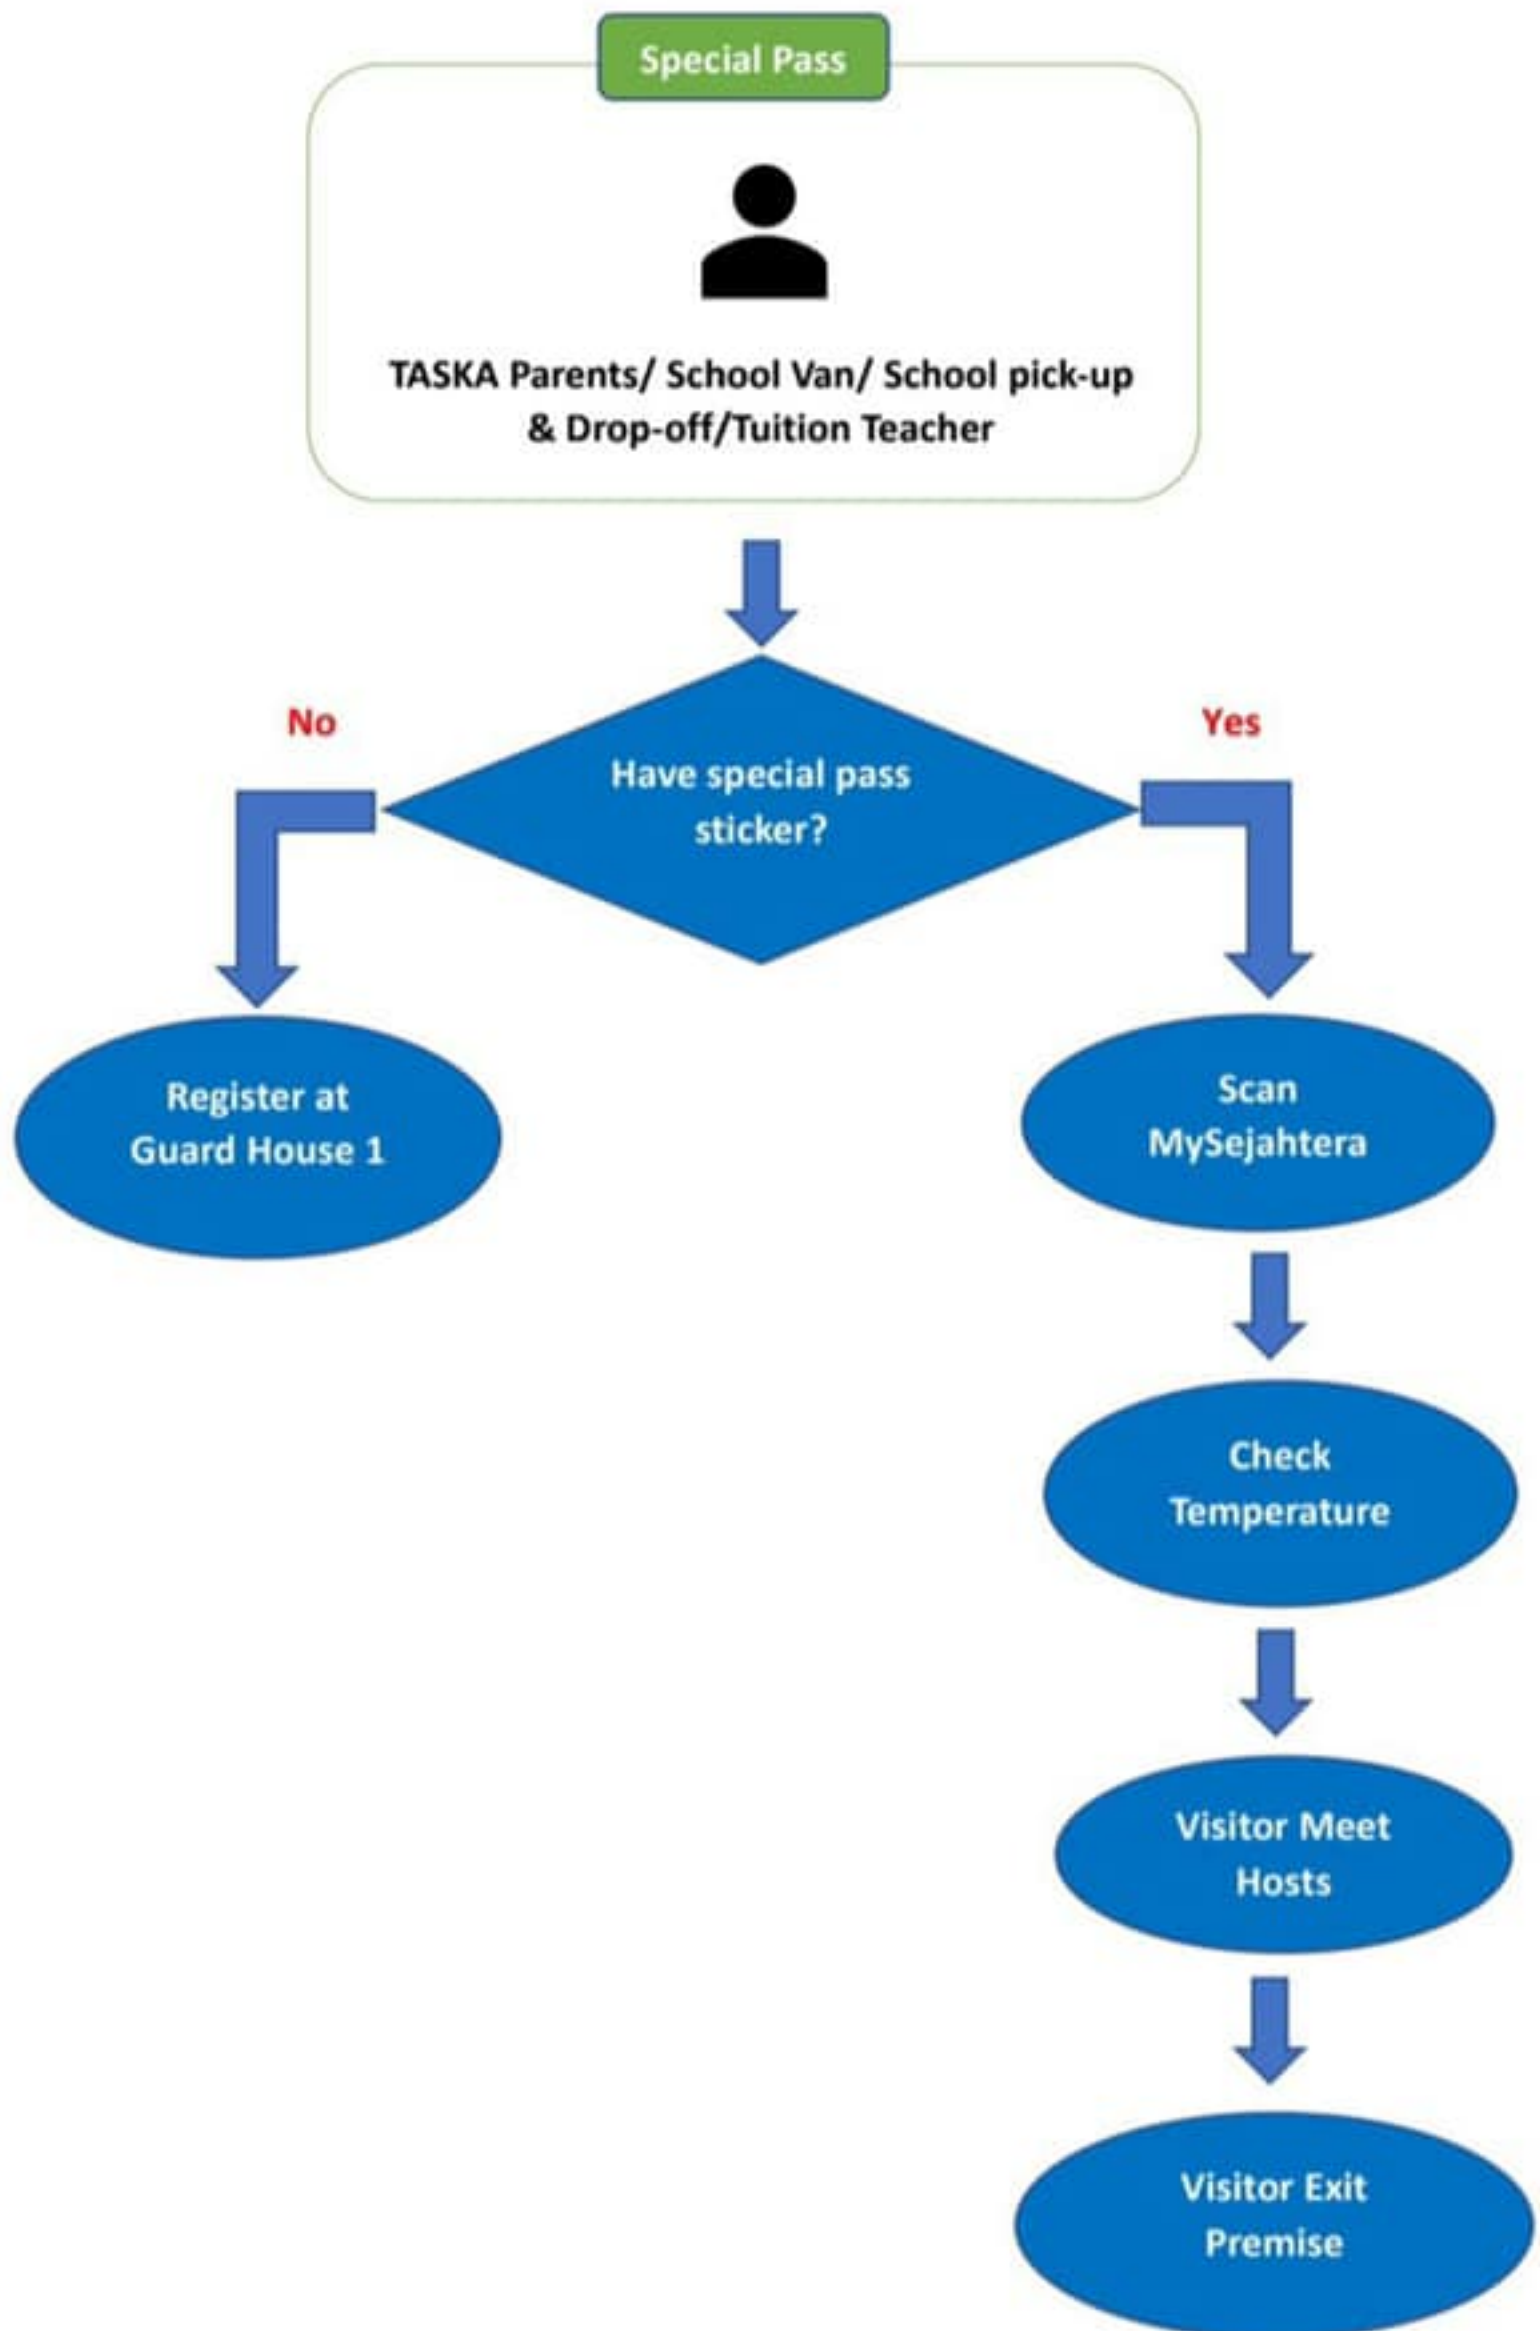 Special Pass
TASKA Parents/ School Van/ School pick-up
& Drop-off/Tuition Teacher
No
Yes
Have special pass
sticker?
Register at
Guard House 1
Scan
MySejahtera
Check
Temperature
Visitor Meet
Hosts
Visitor Exit
Premise